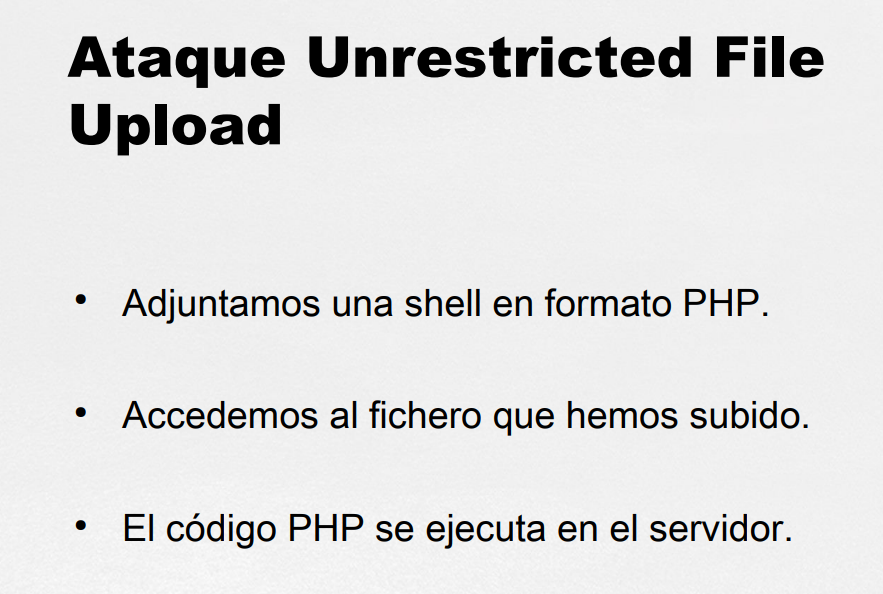 Ataque Unrestricted File
Upload
• Adjuntamos una shell en formato PHP.
• Accedemos al fichero que hemos subido.
• El código PHP se ejecuta en el servidor.